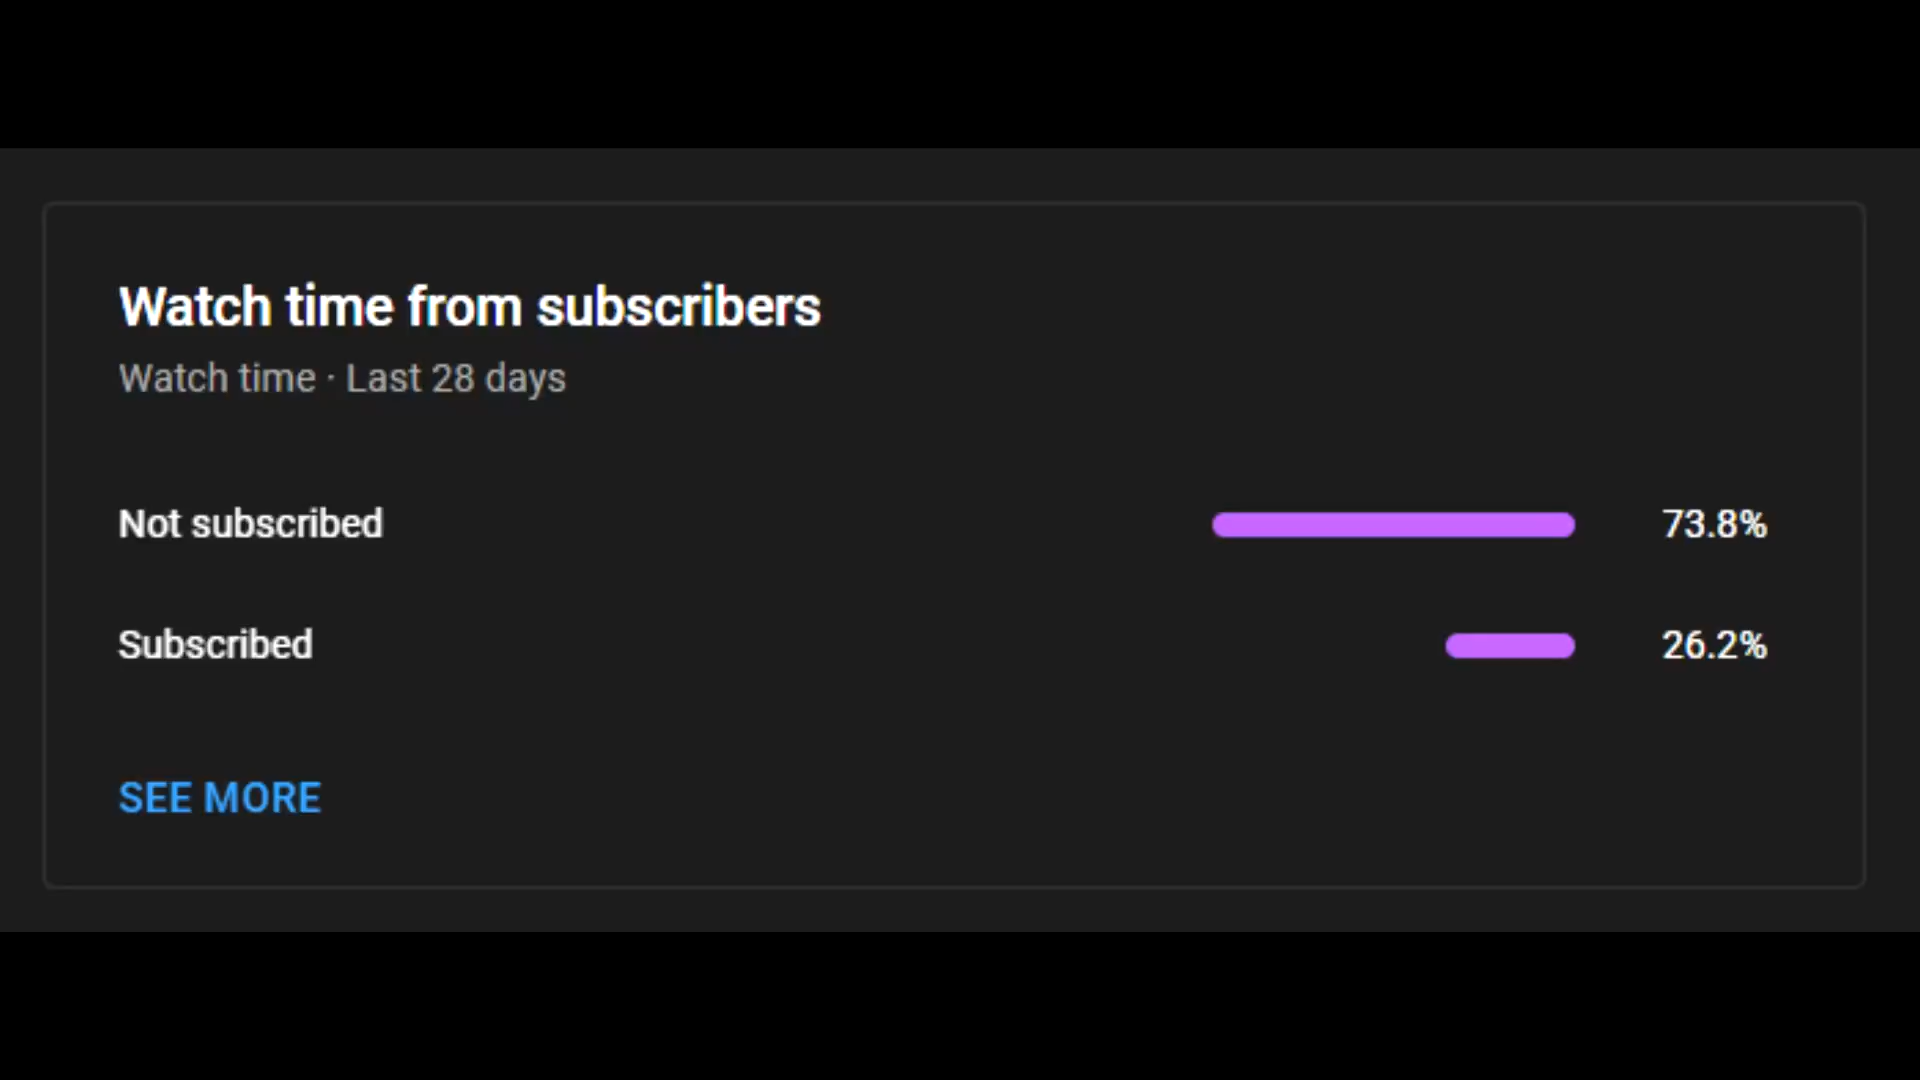 Watch time from subscribers
Watch time · Last 28 days
Not subscribed 73.8%
Subscribed 26.2%
SEE MORE